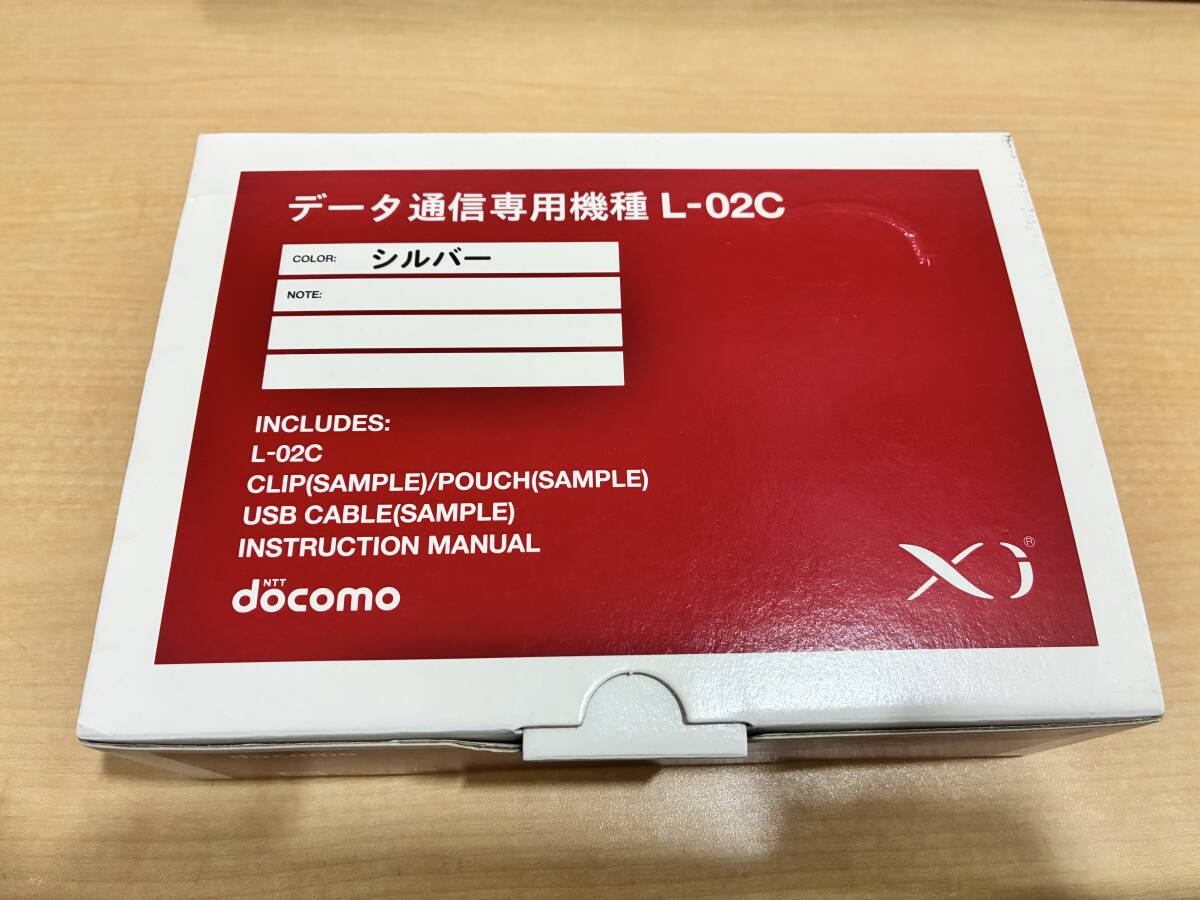 データ通信専用機種 L-02C
COLOR: シルバー
NOTE:
INCLUDES:
L-02C
CLIP(SAMPLE)/POUCH(SAMPLE)
USB CABLE(SAMPLE)
INSTRUCTION MANUAL
NTT
döcomo
Xi®